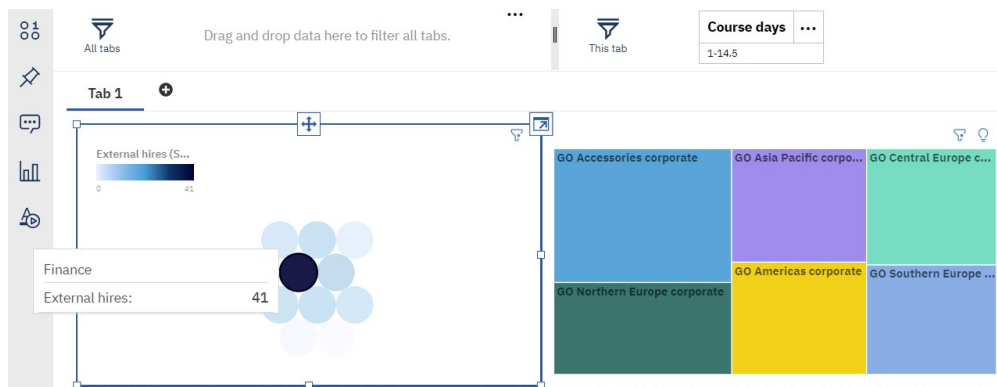 All tabs
Drag and drop data here to filter all tabs.
This tab
Course days
1-14.5
Tab 1
External hires (S...
0 41
Finance
External hires: 41
GO Accessories corporate
GO Asia Pacific corpo...
GO Central Europe c...
GO Northern Europe corporate
GO Americas corporate
GO Southern Europe ...